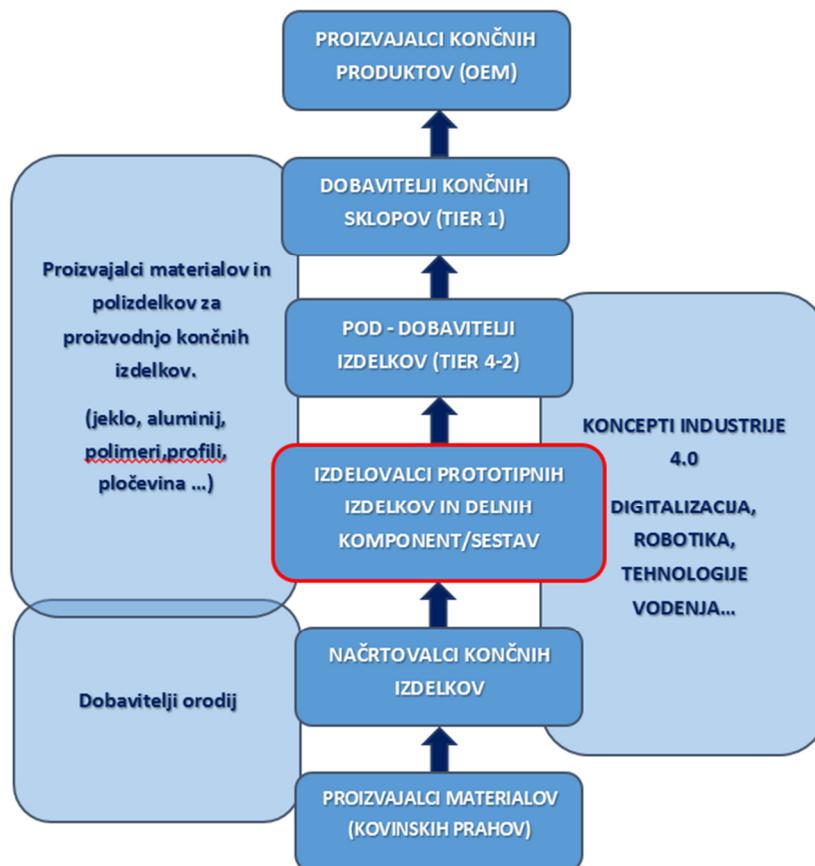 PROIZVAJALCI KONČNIH
PRODUKTOV (OEM)
DOBAVITELJI KONČNIH
SKLOPOV (TIER 1)
Proizvajalci materialov in
polizdelkov za
proizvodnjo končnih
izdelkov.
(jeklo, aluminij,
polimeri,profili,
pločevina ...)
POD - DOBAVITELJI
IZDELKOV (TIER 4-2)
KONCEPTI INDUSTRIJE
4.0
DIGITALIZACIJA,
ROBOTIKA,
TEHNOLOGIJE
VODENJA...
IZDELOVALCI PROTOTIPNIH
IZDELKOV IN DELNIH
KOMPONENT/SESTAV
NAČRTOVALCI KONČNIH
IZDELKOV
Dobavitelji orodij
PROIZVAJALCI MATERIALOV
(KOVINSKIH PRAHOV)